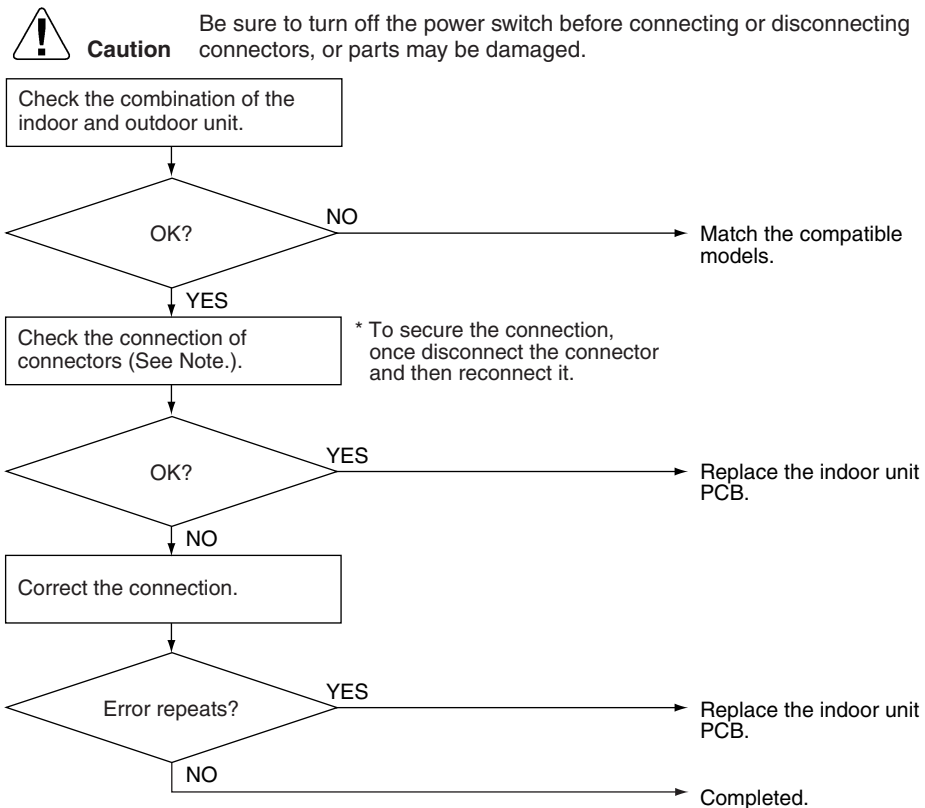 Be sure to turn off the power switch before connecting or disconnecting
Caution connectors, or parts may be damaged.
Check the combination of the
indoor and outdoor unit.
OK?
NO
Match the compatible
models.
YES
Check the connection of
connectors (See Note.).
* To secure the connection,
once disconnect the connector
and then reconnect it.
OK?
YES
Replace the indoor unit
PCB.
NO
Correct the connection.
Error repeats?
YES
Replace the indoor unit
PCB.
NO
Completed.